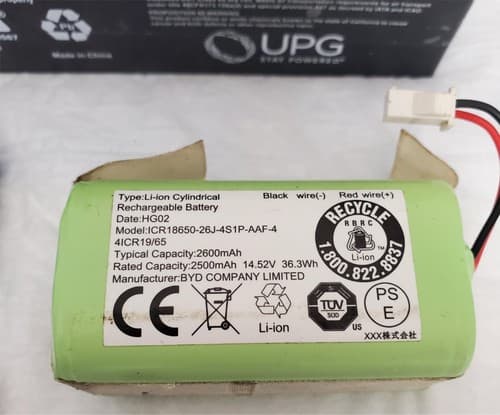 UPG
STAY POWERED®
Type:Li-ion Cylindrical Black wire(-) Red wire(+)
Rechargeable Battery
Date:HG02
Model:ICR18650-26J-4S1P-AAF-4
4ICR19/65
Typical Capacity:2600mAh
Rated Capacity:2500mAh 14.52V 36.3Wh
Manufacturer:BYD COMPANY LIMITED
RECYCLE
RBRC
Li-ion
1.800.822.8837
CE
Li-ion
TÜV
SÜD
US
PS
E
XXX株式会社